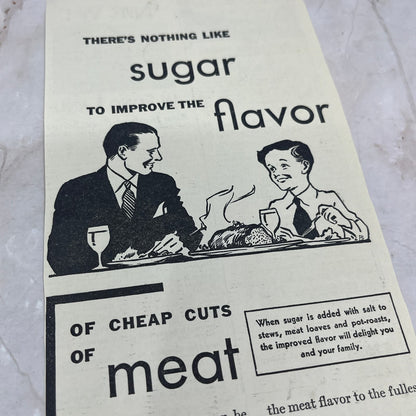 THERE'S NOTHING LIKE
sugar
TO IMPROVE THE
flavor
OF CHEAP CUTS
OF meat
When sugar is added with salt to
stews, meat loaves and pot-roasts,
the improved flavor will delight you
and your family.
be the meat flavor to the fulles